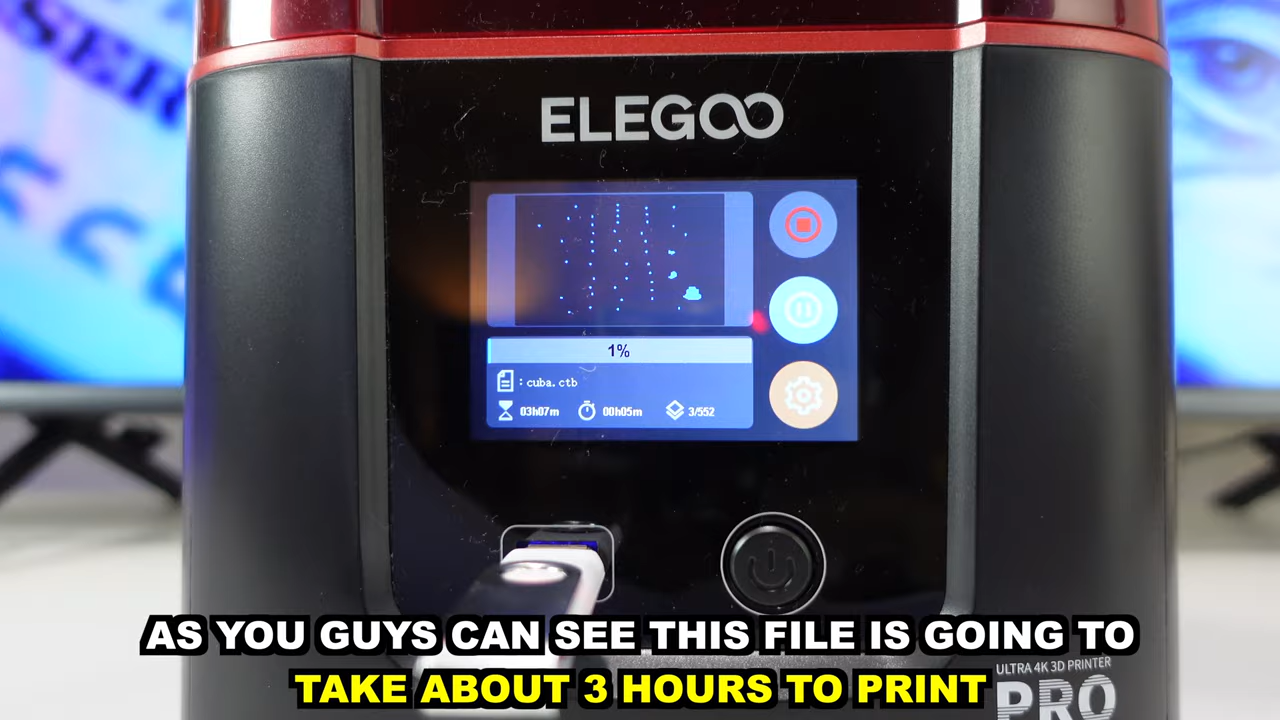 ELEGOO
1%
: cuba.ctb
03h07m 00h05m 3/552
AS YOU GUYS CAN SEE THIS FILE IS GOING TO
TAKE ABOUT 3 HOURS TO PRINT
ULTRA 4K 3D PRINTER
PRO